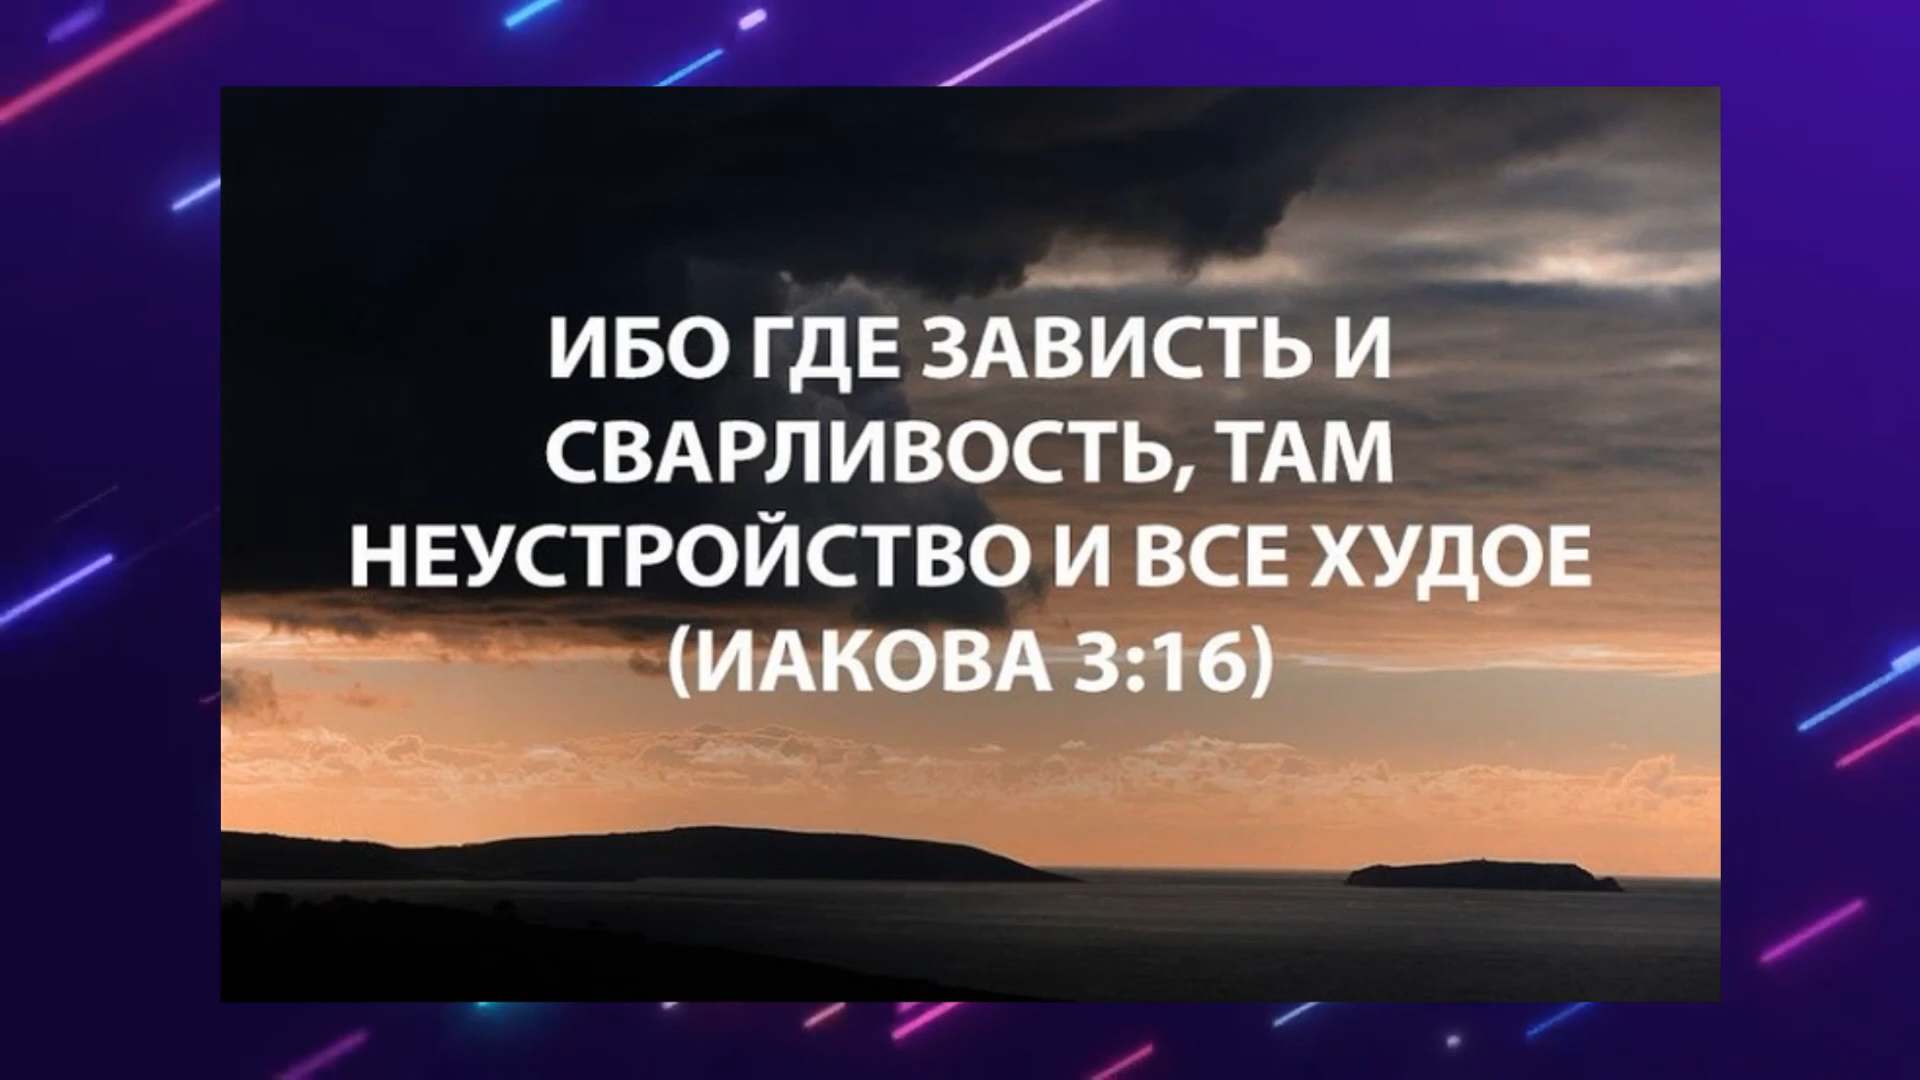 ИБО ГДЕ ЗАВИСТЬ И
СВАРЛИВОСТЬ, ТАМ
НЕУСТРОЙСТВО И ВСЕ ХУДОЕ
(ИАКОВА 3:16)